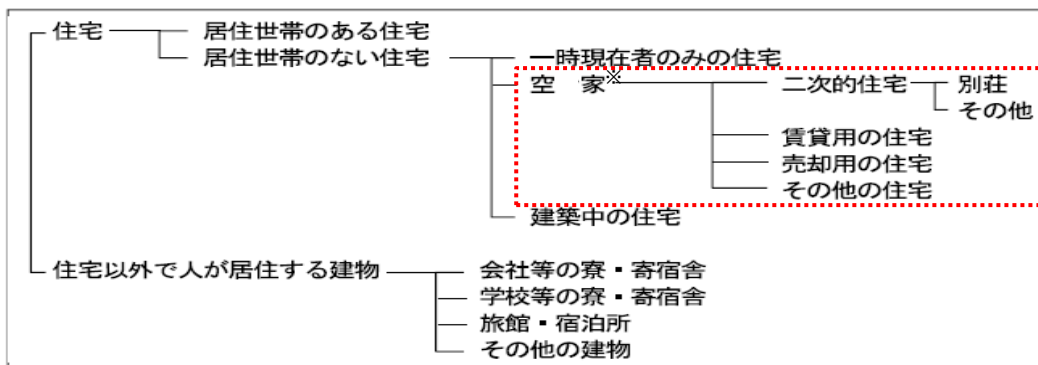 住宅 居住世帯のある住宅
居住世帯のない住宅 一時現在者のみの住宅
空 家※ 二次的住宅 別荘
その他
賃貸用の住宅
売却用の住宅
その他の住宅
建築中の住宅
住宅以外で人が居住する建物 会社等の寮・寄宿舎
学校等の寮・寄宿舎
旅館・宿泊所
その他の建物